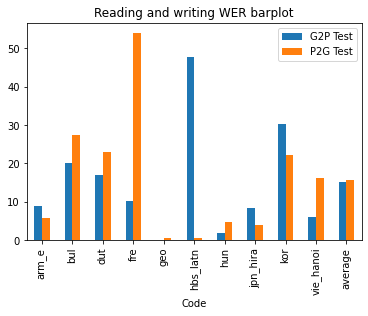 Reading and writing WER barplot
G2P Test
P2G Test
50
40
30
20
10
0
arm_e
bul
dut
fre
geo
hbs_latn
hun
jpn_hira
kor
vie_hanoi
average
Code